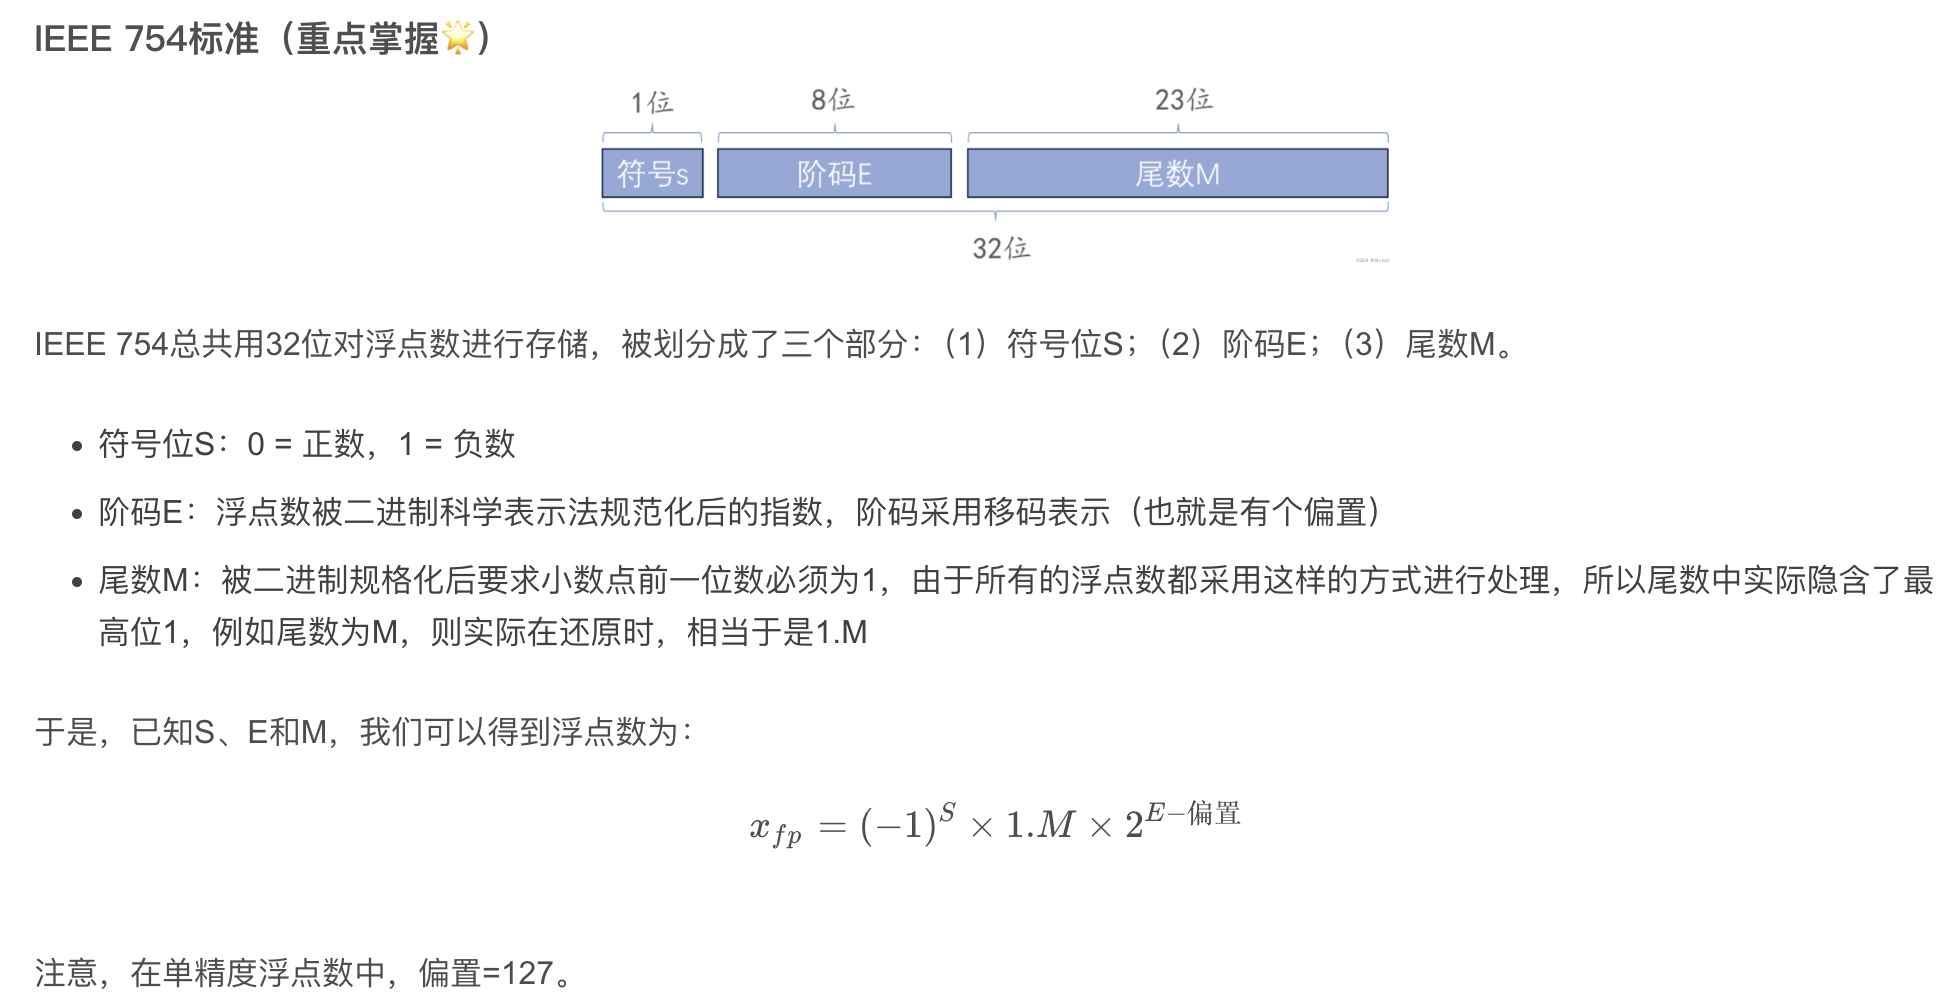 IEEE 754标准（重点掌握🌟）
1位 8位 23位
符号s 阶码E 尾数M
32位
IEEE 754总共用32位对浮点数进行存储，被划分成了三个部分：（1）符号位S；（2）阶码E；（3）尾数M。
• 符号位S：0 = 正数，1 = 负数
• 阶码E：浮点数被二进制科学表示法规范化后的指数，阶码采用移码表示（也就是有个偏置）
• 尾数M：被二进制规格化后要求小数点前一位数必须为1，由于所有的浮点数都采用这样的方式进行处理，所以尾数中实际隐含了最
高位1，例如尾数为M，则实际在还原时，相当于是1.M
于是，已知S、E和M，我们可以得到浮点数为：
x_{fp} = (−1)^S × 1.M × 2^{E−偏置}
注意，在单精度浮点数中，偏置=127。